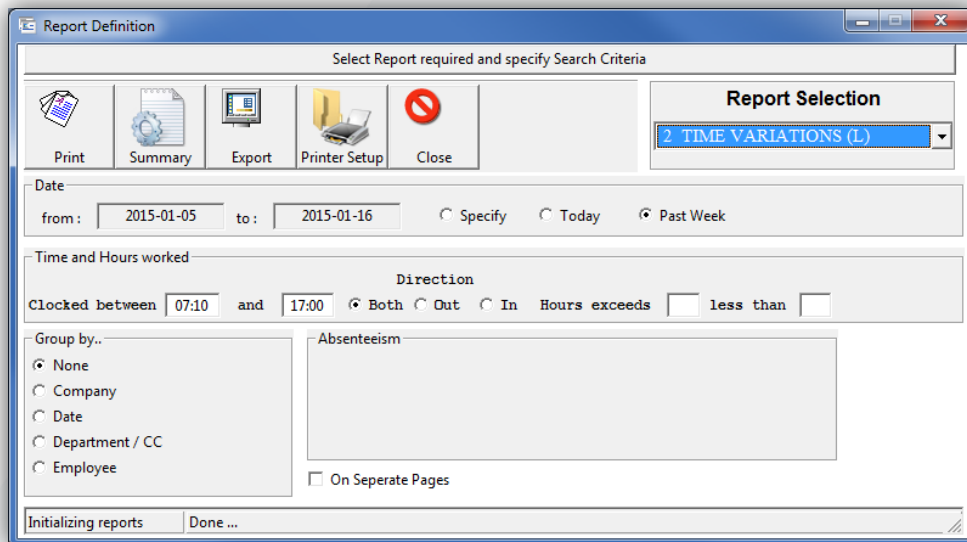 Report Definition
Select Report required and specify Search Criteria
Print Summary Export Printer Setup Close
Report Selection
2 TIME VARIATIONS (L)
Date
from : 2015-01-05 to : 2015-01-16 Specify Today Past Week
Time and Hours worked
Direction
Clocked between 07:10 and 17:00 Both Out In Hours exceeds less than
Group by..
None
Company
Date
Department / CC
Employee
Absenteeism
On Seperate Pages
Initializing reports Done ...